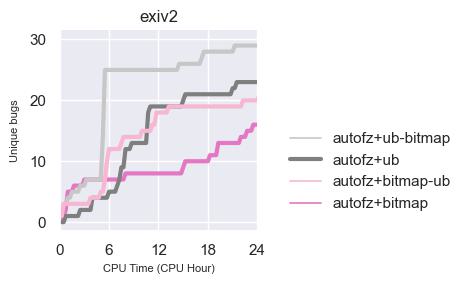 exiv2
Unique bugs
30
20
10
0
0 6 12 18 24
CPU Time (CPU Hour)
autofz+ub-bitmap
autofz+ub
autofz+bitmap-ub
autofz+bitmap